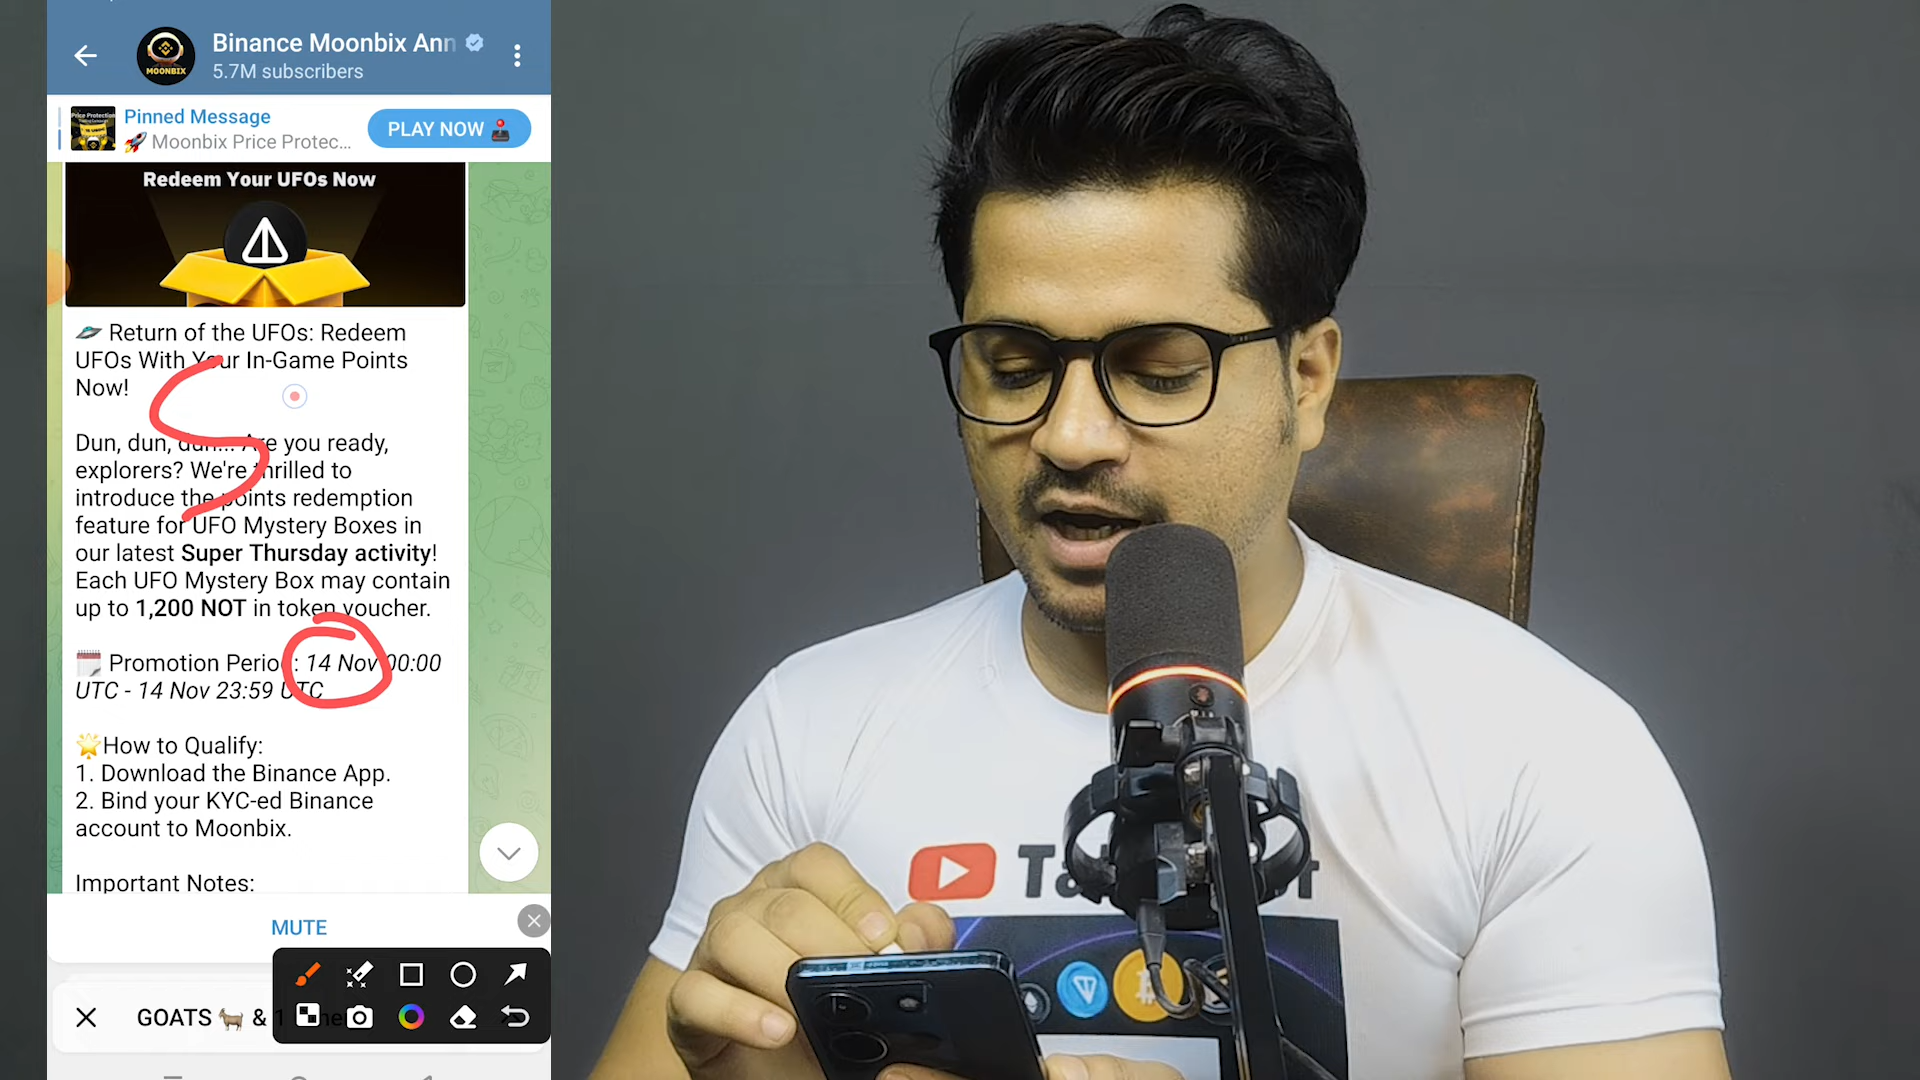 Binance Moonbix Ann
5.7M subscribers
Pinned Message
🚀 Moonbix Price Protec...
PLAY NOW 🕹️
Price Protection
MOONBIX
Redeem Your UFOs Now
🛸 Return of the UFOs: Redeem
UFOs With Your In-Game Points
Now!
Dun, dun, dun... Are you ready,
explorers? We're thrilled to
introduce the points redemption
feature for UFO Mystery Boxes in
our latest Super Thursday activity!
Each UFO Mystery Box may contain
up to 1,200 NOT in token voucher.
🗓️ Promotion Period: 14 Nov 00:00
UTC - 14 Nov 23:59 UTC
🌟How to Qualify:
1. Download the Binance App.
2. Bind your KYC-ed Binance
account to Moonbix.
Important Notes:
MUTE
GOATS 🐐 & 1